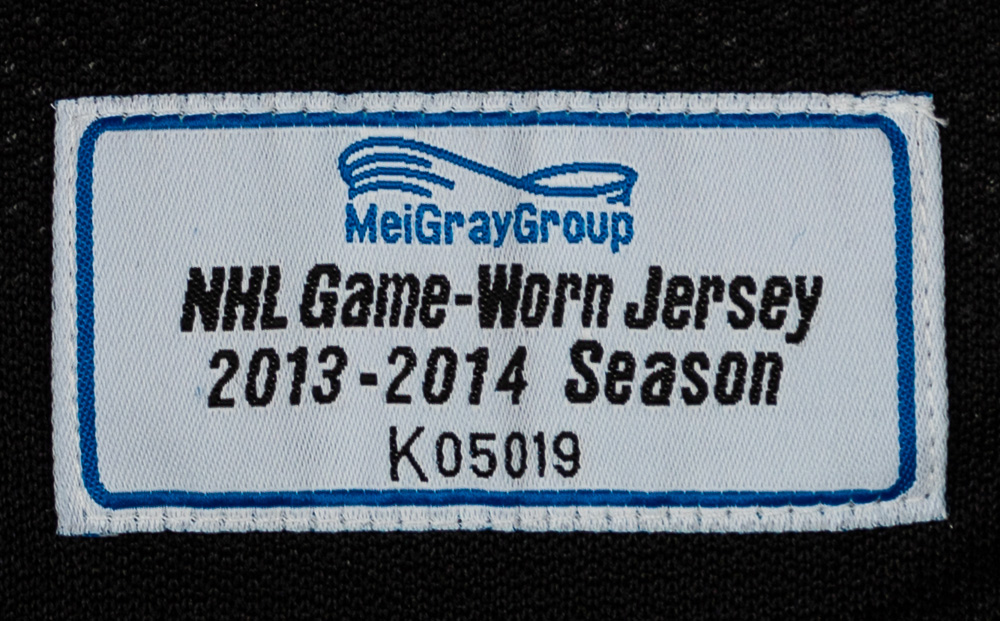 MeiGrayGroup
NHL Game-Worn Jersey
2013-2014 Season
K05019